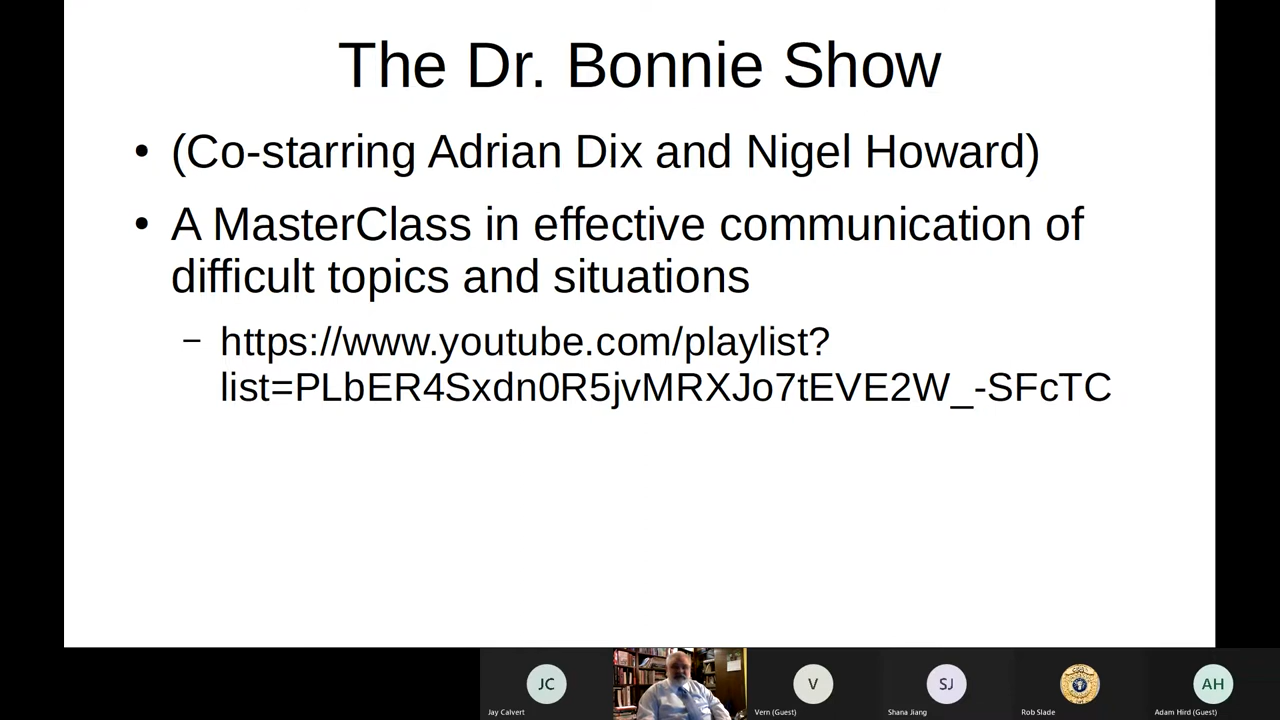 The Dr. Bonnie Show
• (Co-starring Adrian Dix and Nigel Howard)
• A MasterClass in effective communication of
difficult topics and situations
– https://www.youtube.com/playlist?
list=PLbER4Sxdn0R5jvMRXJo7tEVE2W_-SFcTC
JC
V
SJ
AH
Jay Calvert
Vern (Guest)
Shana Jiang
Rob Slade
Adam Hird (Guest)